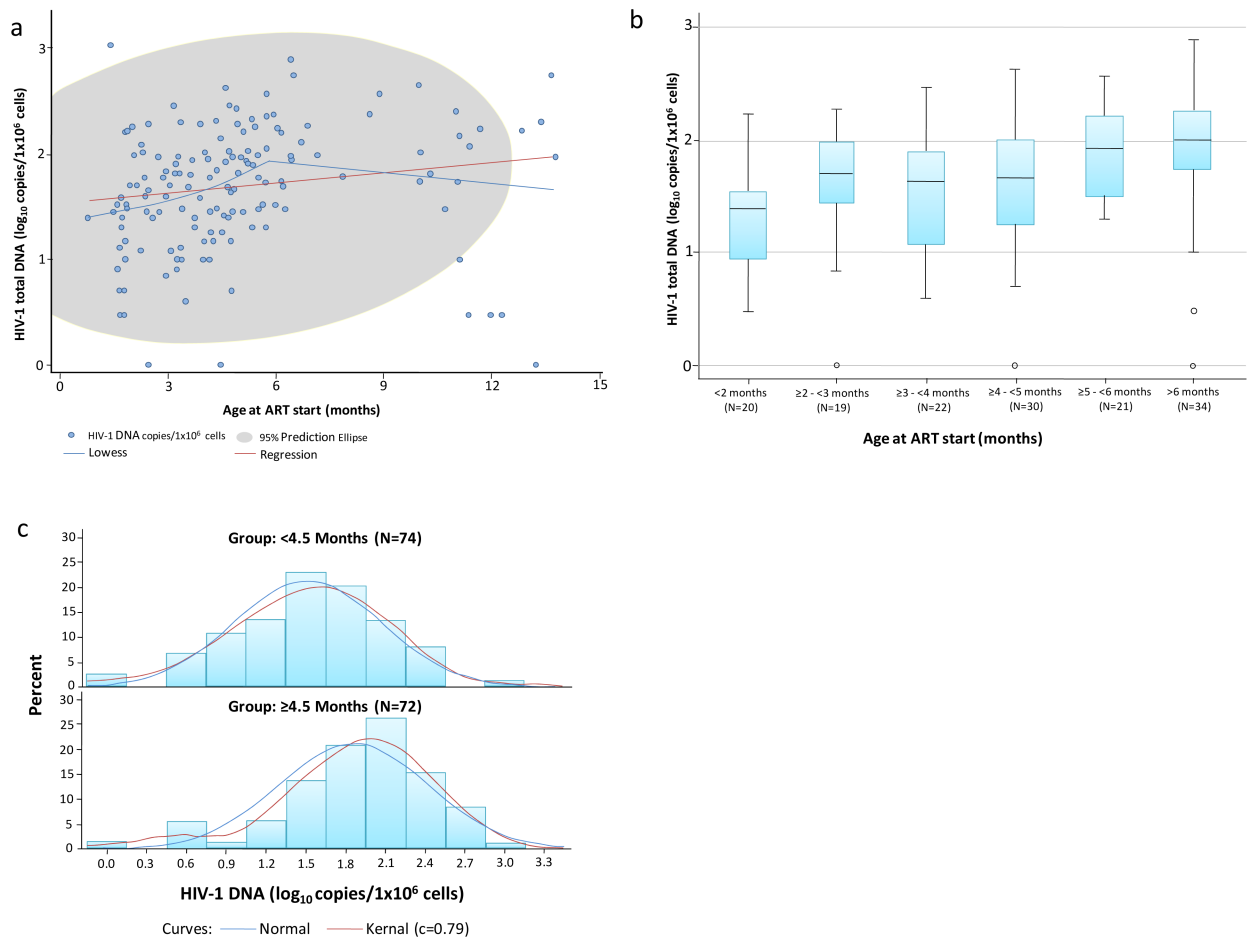 a
HIV-1 total DNA (log10 copies/1x10⁶ cells)
3
2
1
0
0 3 6 9 12 15
Age at ART start (months)
HIV-1 DNA copies/1x10⁶ cells 95% Prediction Ellipse
Lowess Regression
b
HIV-1 total DNA (log10 copies/1x10⁶ cells)
3
2
1
0
<2 months ≥2 - <3 months ≥3 - <4 months ≥4 - <5 months ≥5 - <6 months >6 months
(N=20) (N=19) (N=22) (N=30) (N=21) (N=34)
Age at ART start (months)
c
Percent
Group: <4.5 Months (N=74)
30
25
20
15
10
5
0
Group: ≥4.5 Months (N=72)
30
25
20
15
10
5
0
0.0 0.3 0.6 0.9 1.2 1.5 1.8 2.1 2.4 2.7 3.0 3.3
HIV-1 DNA (log10 copies/1x10⁶ cells)
Curves: Normal Kernal (c=0.79)